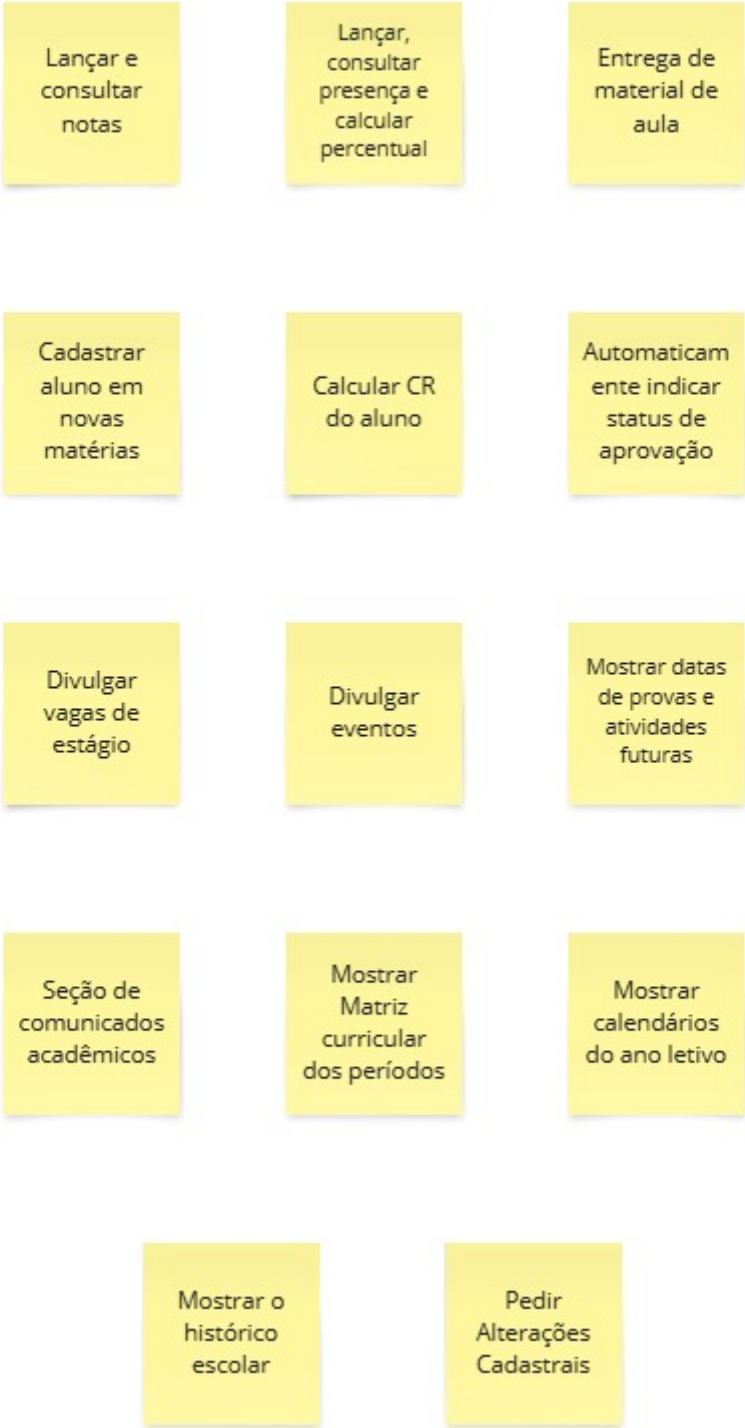 Lançar e
consultar
notas
Lançar,
consultar
presença e
calcular
percentual
Entrega de
material de
aula
Cadastrar
aluno em
novas
matérias
Calcular CR
do aluno
Automaticam
ente indicar
status de
aprovação
Divulgar
vagas de
estágio
Divulgar
eventos
Mostrar datas
de provas e
atividades
futuras
Seção de
comunicados
acadêmicos
Mostrar
Matriz
curricular
dos períodos
Mostrar
calendários
do ano letivo
Mostrar o
histórico
escolar
Pedir
Alterações
Cadastrais